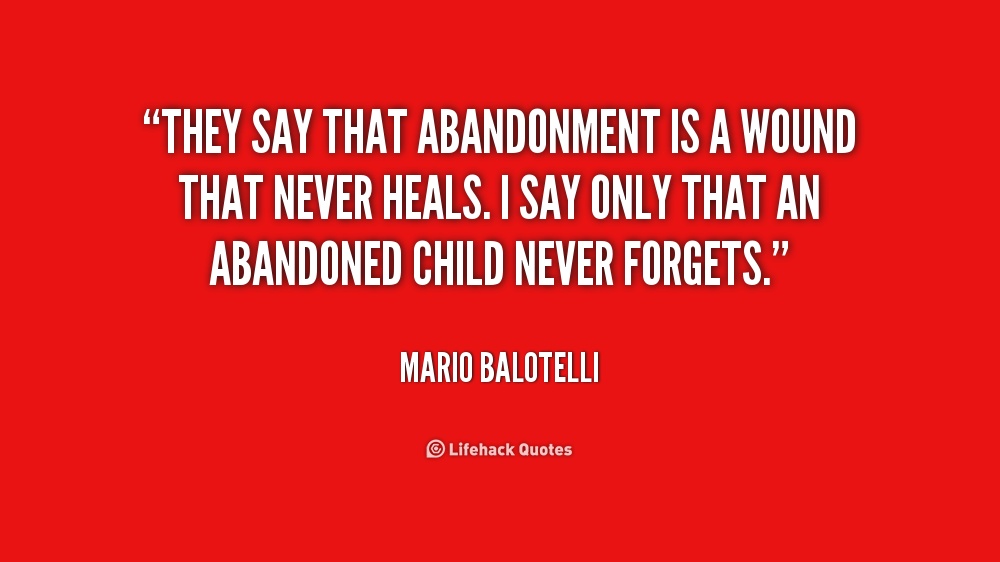 “THEY SAY THAT ABANDONMENT IS A WOUND
THAT NEVER HEALS. I SAY ONLY THAT AN
ABANDONED CHILD NEVER FORGETS.”
MARIO BALOTELLI
Lifehack Quotes